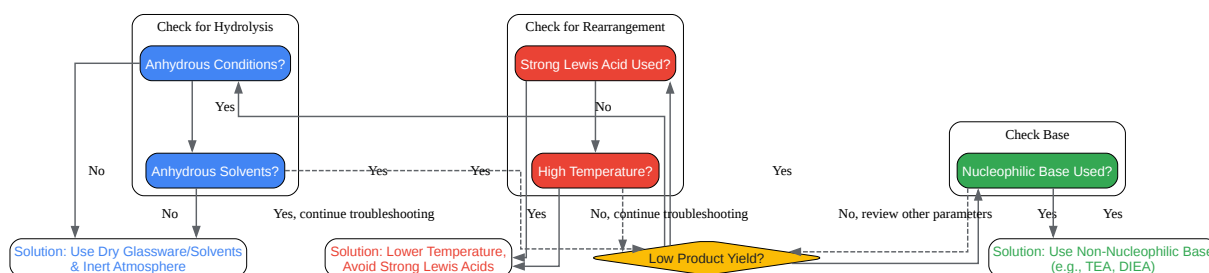 Check for Hydrolysis
Check for Rearrangement
Anhydrous Conditions?
Strong Lewis Acid Used?
Yes
No
Check Base
No
Anhydrous Solvents?
Yes
Yes
High Temperature?
Yes
Nucleophilic Base Used?
No
Yes, continue troubleshooting
Yes
No, continue troubleshooting
No, review other parameters
Yes
Yes
Solution: Use Dry Glassware/Solvents
& Inert Atmosphere
Solution: Lower Temperature,
Avoid Strong Lewis Acids
Low Product Yield?
Solution: Use Non-Nucleophilic Base
(e.g., TEA, DIEA)